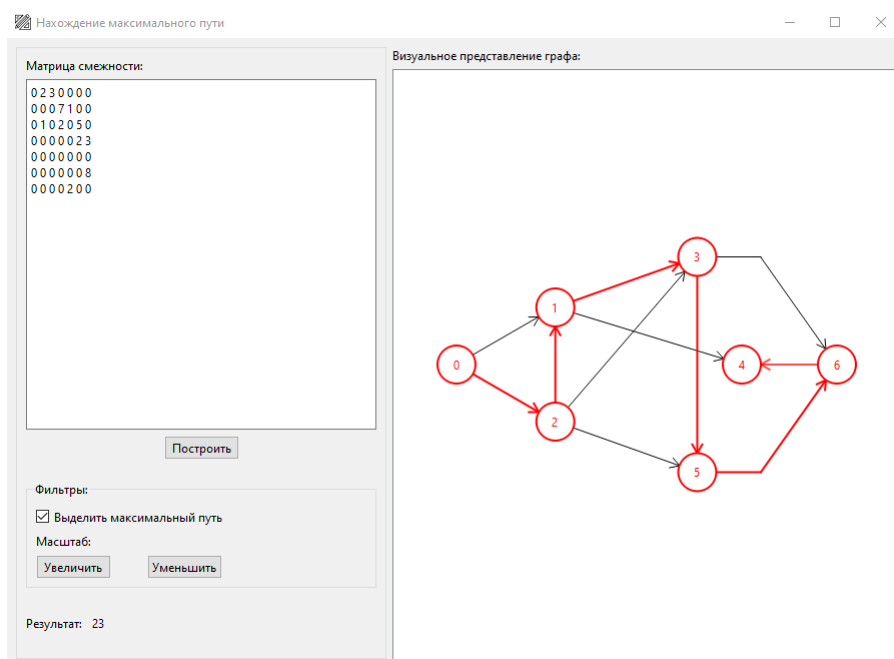 Нахождение максимального пути
Матрица смежности:
0 2 3 0 0 0 0
0 0 0 7 1 0 0
0 1 0 2 0 5 0
0 0 0 0 0 2 3
0 0 0 0 0 0 0
0 0 0 0 0 0 8
0 0 0 0 2 0 0
Построить
Фильтры:
Выделить максимальный путь
Масштаб:
Увеличить Уменьшить
Результат: 23
Визуальное представление графа:
3
1
0
4
6
2
5